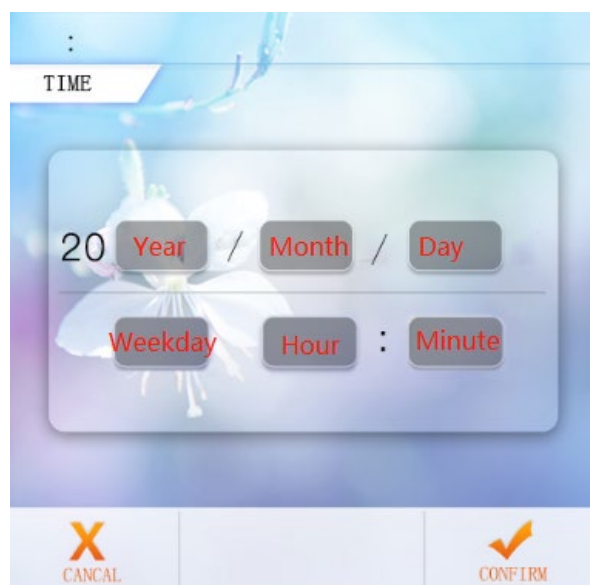 :
TIME
20 Year / Month / Day
Weekday Hour : Minute
X
CANCAL
CONFIRM